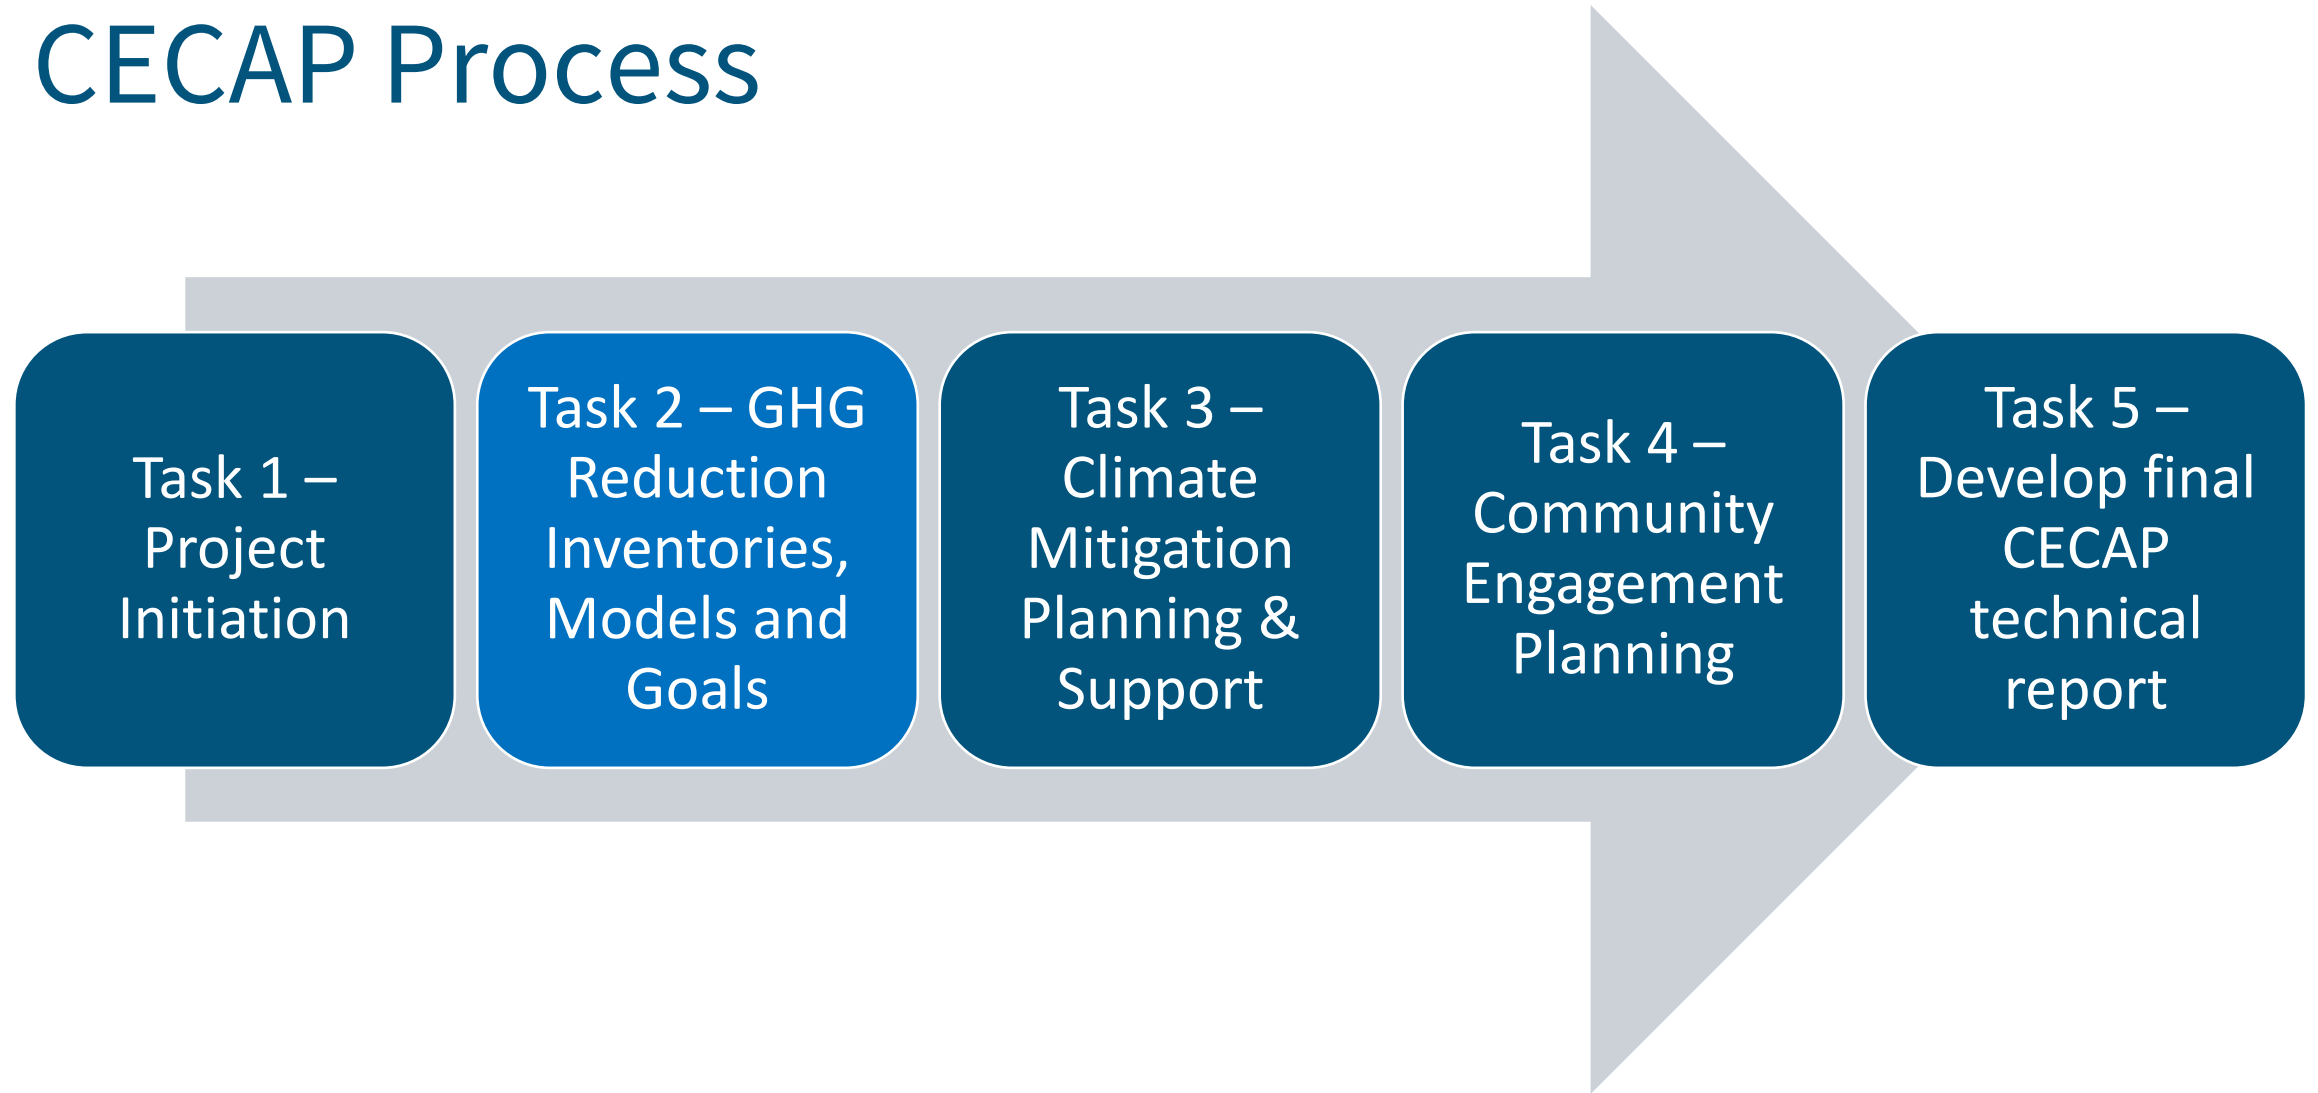 CECAP Process
Task 1 –
Project
Initiation
Task 2 – GHG
Reduction
Inventories,
Models and
Goals
Task 3 –
Climate
Mitigation
Planning &
Support
Task 4 –
Community
Engagement
Planning
Task 5 –
Develop final
CECAP
technical
report